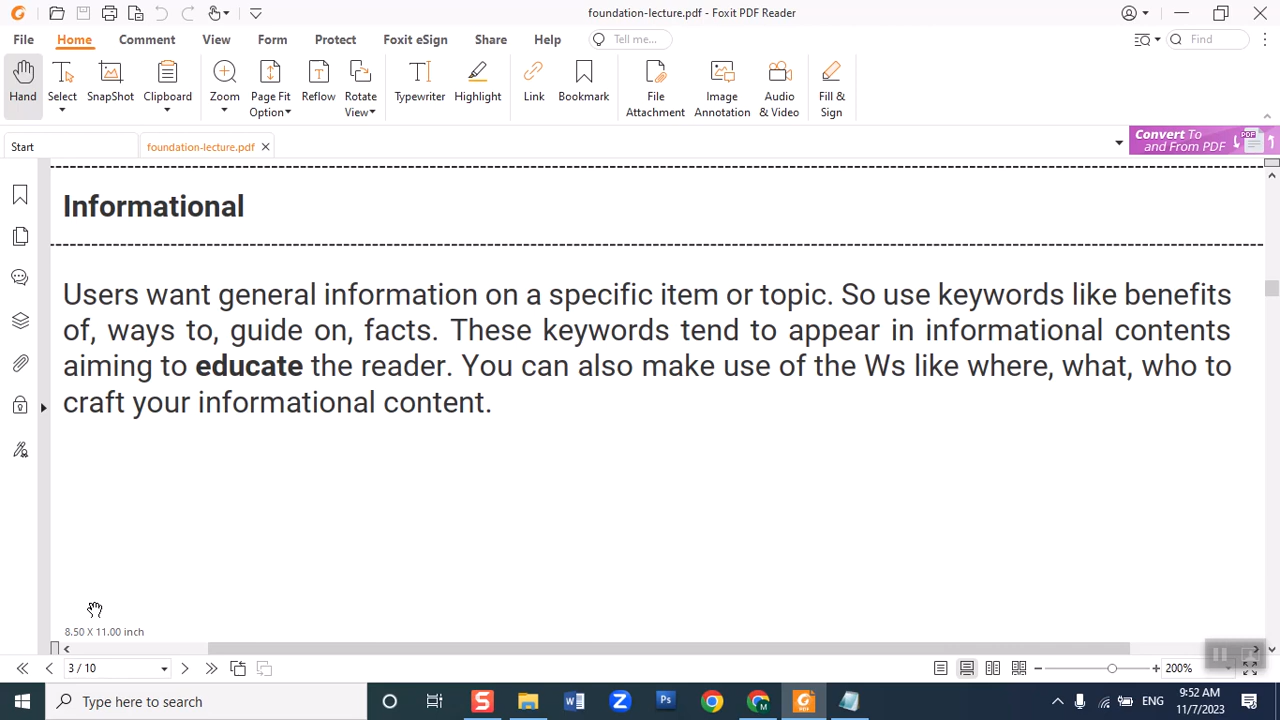 foundation-lecture.pdf - Foxit PDF Reader
File Home Comment View Form Protect Foxit eSign Share Help Tell me... Find
Hand Select SnapShot Clipboard Zoom Page Fit Option Reflow Rotate View Typewriter Highlight Link Bookmark File Attachment Image Annotation Audio & Video Fill & Sign
Start foundation-lecture.pdf
Convert To
and From PDF
PDF
Informational
Users want general information on a specific item or topic. So use keywords like benefits
of, ways to, guide on, facts. These keywords tend to appear in informational contents
aiming to educate the reader. You can also make use of the Ws like where, what, who to
craft your informational content.
8.50 X 11.00 inch
3 / 10 200%
Type here to search
ENG
9:52 AM
11/7/2023